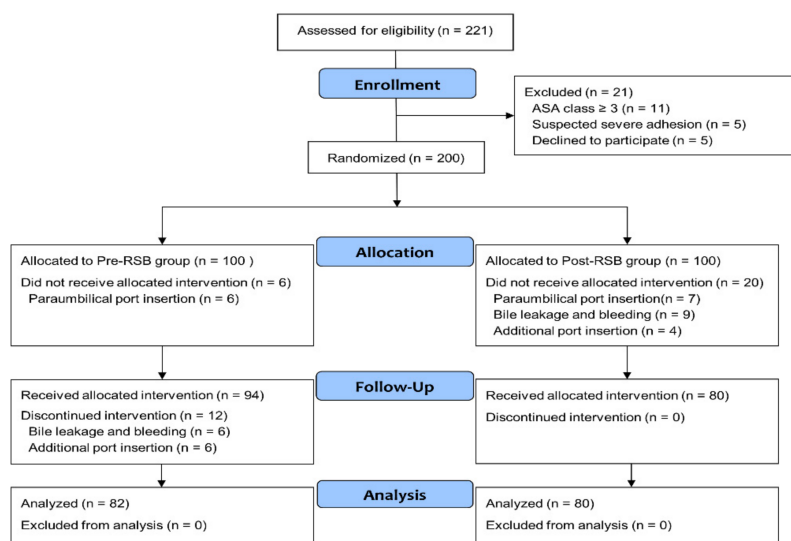 Assessed for eligibility (n = 221)
Enrollment
Excluded (n = 21)
ASA class ≥ 3 (n = 11)
Suspected severe adhesion (n = 5)
Declined to participate (n = 5)
Randomized (n = 200)
Allocation
Allocated to Pre-RSB group (n = 100 )
Did not receive allocated intervention (n = 6)
Paraumbilical port insertion (n = 6)
Allocated to Post-RSB group (n = 100)
Did not receive allocated intervention (n = 20)
Paraumbilical port insertion(n = 7)
Bile leakage and bleeding (n = 9)
Additional port insertion (n = 4)
Follow-Up
Received allocated intervention (n = 94)
Discontinued intervention (n = 12)
Bile leakage and bleeding (n = 6)
Additional port insertion (n = 6)
Received allocated intervention (n = 80)
Discontinued intervention (n = 0)
Analysis
Analyzed (n = 82)
Excluded from analysis (n = 0)
Analyzed (n = 80)
Excluded from analysis (n = 0)